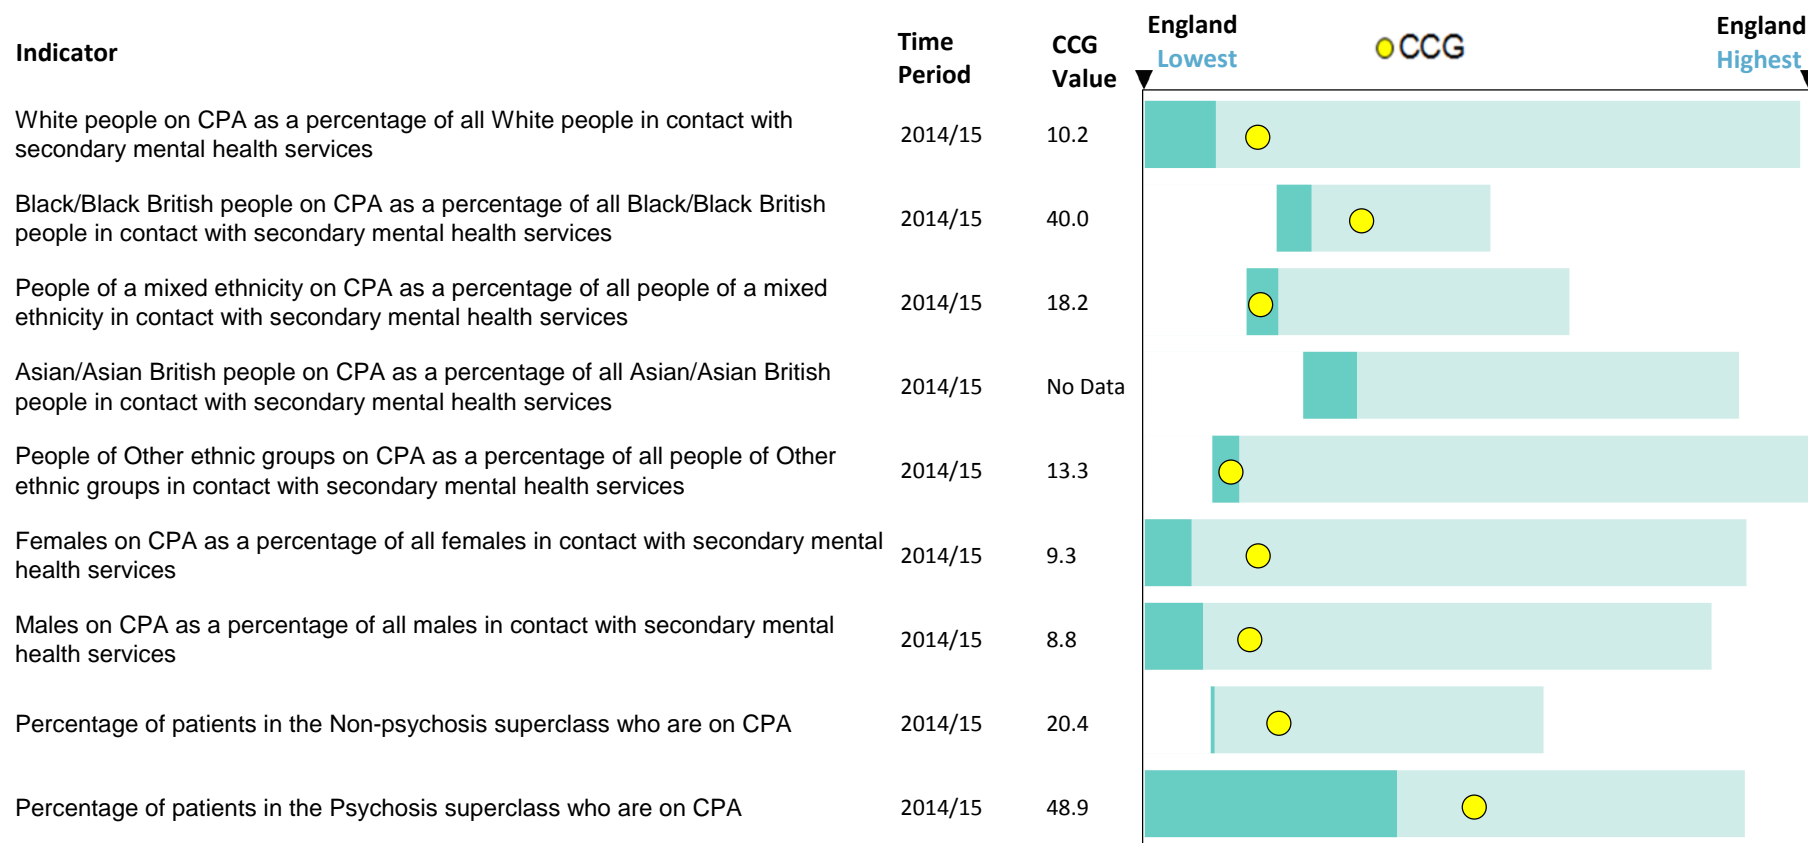 Indicator
Time
Period
CCG
Value
England
Lowest
CCG
England
Highest
White people on CPA as a percentage of all White people in contact with
secondary mental health services
2014/15
10.2
Black/Black British people on CPA as a percentage of all Black/Black British
people in contact with secondary mental health services
2014/15
40.0
People of a mixed ethnicity on CPA as a percentage of all people of a mixed
ethnicity in contact with secondary mental health services
2014/15
18.2
Asian/Asian British people on CPA as a percentage of all Asian/Asian British
people in contact with secondary mental health services
2014/15
No Data
People of Other ethnic groups on CPA as a percentage of all people of Other
ethnic groups in contact with secondary mental health services
2014/15
13.3
Females on CPA as a percentage of all females in contact with secondary mental
health services
2014/15
9.3
Males on CPA as a percentage of all males in contact with secondary mental
health services
2014/15
8.8
Percentage of patients in the Non-psychosis superclass who are on CPA
2014/15
20.4
Percentage of patients in the Psychosis superclass who are on CPA
2014/15
48.9